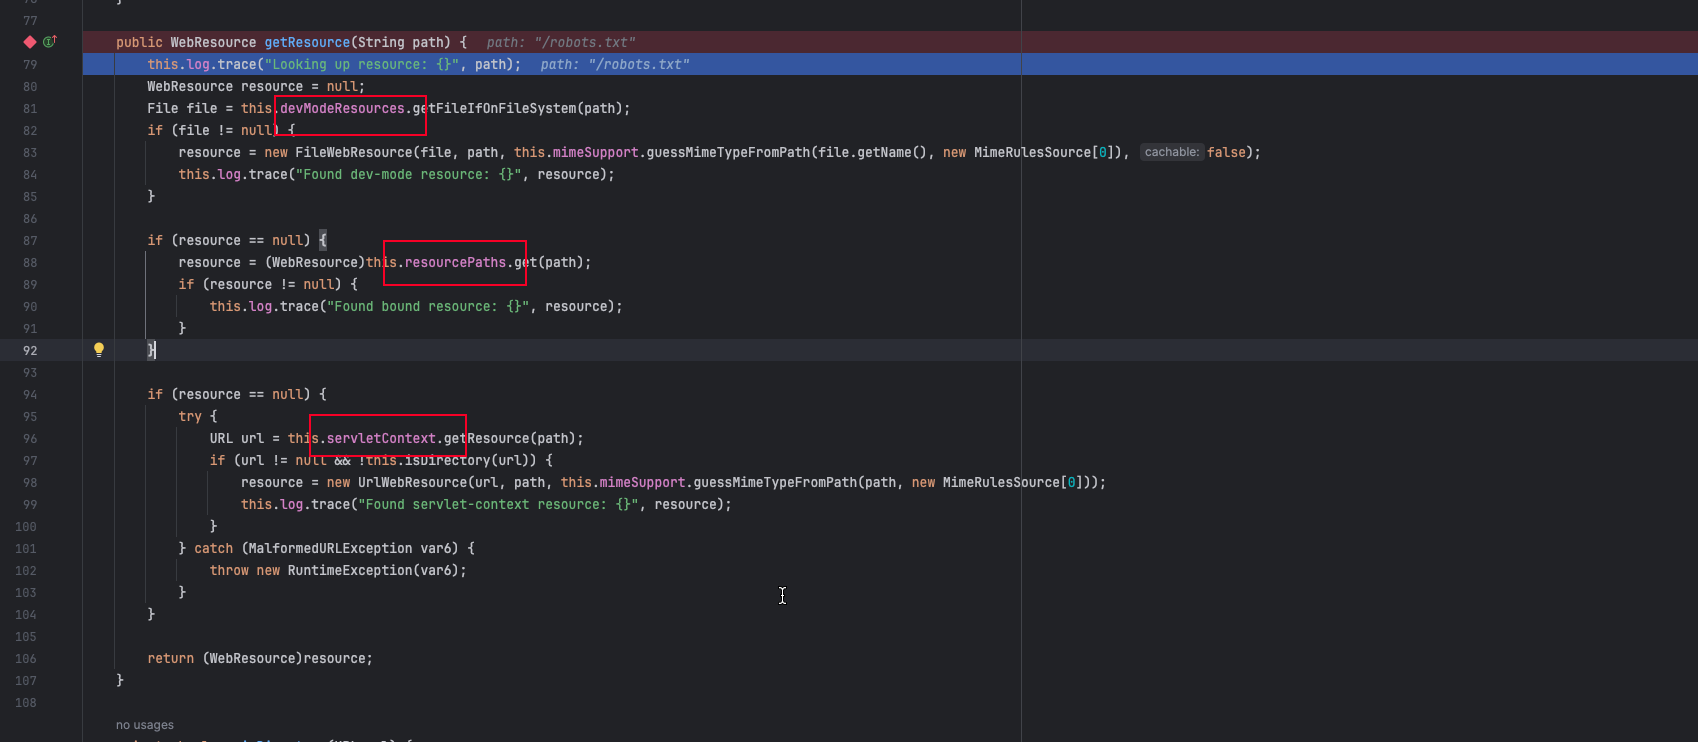 77
public WebResource getResource(String path) {   path: "/robots.txt"
79 this.log.trace("Looking up resource: {}", path);   path: "/robots.txt"
80 WebResource resource = null;
81 File file = this.devModeResources.getFileIfOnFileSystem(path);
82 if (file != null) {
83 resource = new FileWebResource(file, path, this.mimeSupport.guessMimeTypeFromPath(file.getName(), new MimeRulesSource[0]), cachable: false);
84 this.log.trace("Found dev-mode resource: {}", resource);
85 }
86
87 if (resource == null) {
88 resource = (WebResource)this.resourcePaths.get(path);
89 if (resource != null) {
90 this.log.trace("Found bound resource: {}", resource);
91 }
92 }
93
94 if (resource == null) {
95 try {
96 URL url = this.servletContext.getResource(path);
97 if (url != null && !this.isDirectory(url)) {
98 resource = new UrlWebResource(url, path, this.mimeSupport.guessMimeTypeFromPath(path, new MimeRulesSource[0]));
99 this.log.trace("Found servlet-context resource: {}", resource);
100 }
101 } catch (MalformedURLException var6) {
102 throw new RuntimeException(var6);
103 }
104 }
105
106 return (WebResource)resource;
107 }
108
no usages